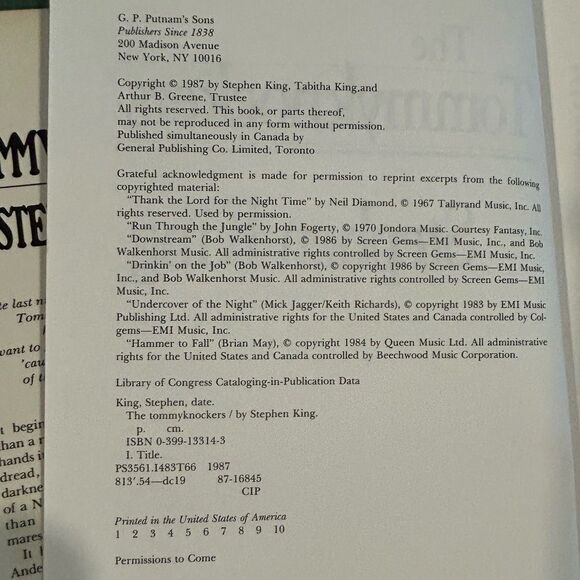 G. P. Putnam's Sons
Publishers Since 1838
200 Madison Avenue
New York, NY 10016
Copyright © 1987 by Stephen King, Tabitha King,and
Arthur B. Greene, Trustee
All rights reserved. This book, or parts thereof,
may not be reproduced in any form without permission.
Published simultaneously in Canada by
General Publishing Co. Limited, Toronto
Grateful acknowledgment is made for permission to reprint excerpts from the following
copyrighted material:
"Thank the Lord for the Night Time" by Neil Diamond, © 1967 Tallyrand Music, Inc. All
rights reserved. Used by permission.
"Run Through the Jungle" by John Fogerty, © 1970 Jondora Music. Courtesy Fantasy, Inc.
"Downstream" (Bob Walkenhorst), © 1986 by Screen Gems—EMI Music, Inc., and Bob
Walkenhorst Music. All administrative rights controlled by Screen Gems—EMI Music, Inc.
"Drinkin' on the Job" (Bob Walkenhorst), © copyright 1986 by Screen Gems—EMI Music,
Inc., and Bob Walkenhorst Music. All administrative rights controlled by Screen Gems—EMI
Music, Inc.
"Undercover of the Night" (Mick Jagger/Keith Richards), © copyright 1983 by EMI Music
Publishing Ltd. All administrative rights for the United States and Canada controlled by Col-
gems—EMI Music, Inc.
"Hammer to Fall" (Brian May), © copyright 1984 by Queen Music Ltd. All administrative
rights for the United States and Canada controlled by Beechwood Music Corporation.
Library of Congress Cataloging-in-Publication Data
King, Stephen, date.
The tommyknockers / by Stephen King.
p. cm.
ISBN 0-399-13314-3
I. Title.
PS3561.I483T66 1987
813'.54—dc19 87-16845
CIP
Printed in the United States of America
1 2 3 4 5 6 7 8 9 10
Permissions to Come